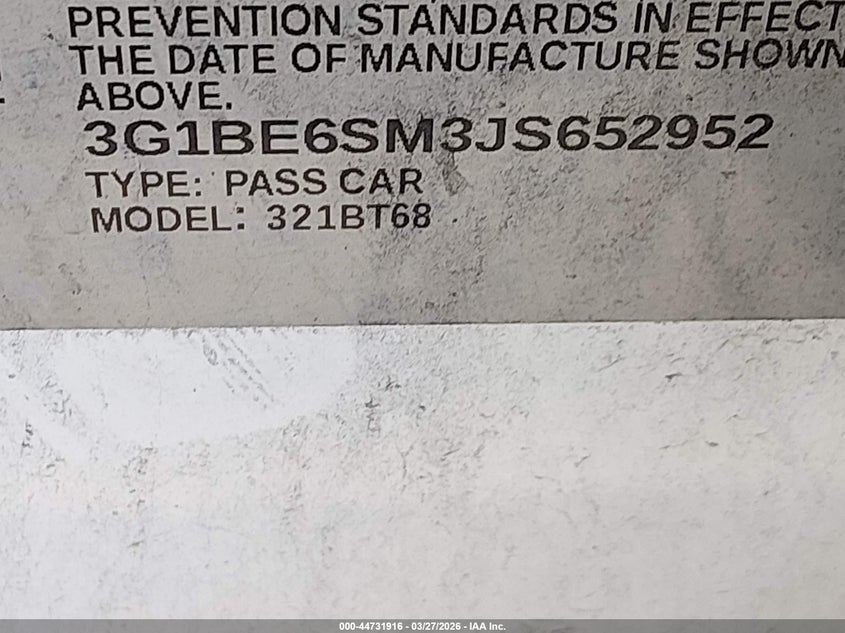 PREVENTION STANDARDS IN EFFECT
THE DATE OF MANUFACTURE SHOWN
ABOVE.
3G1BE6SM3JS652952
TYPE: PASS CAR
MODEL: 321BT68
000-44731916 - 03/27/2026 - IAA Inc.